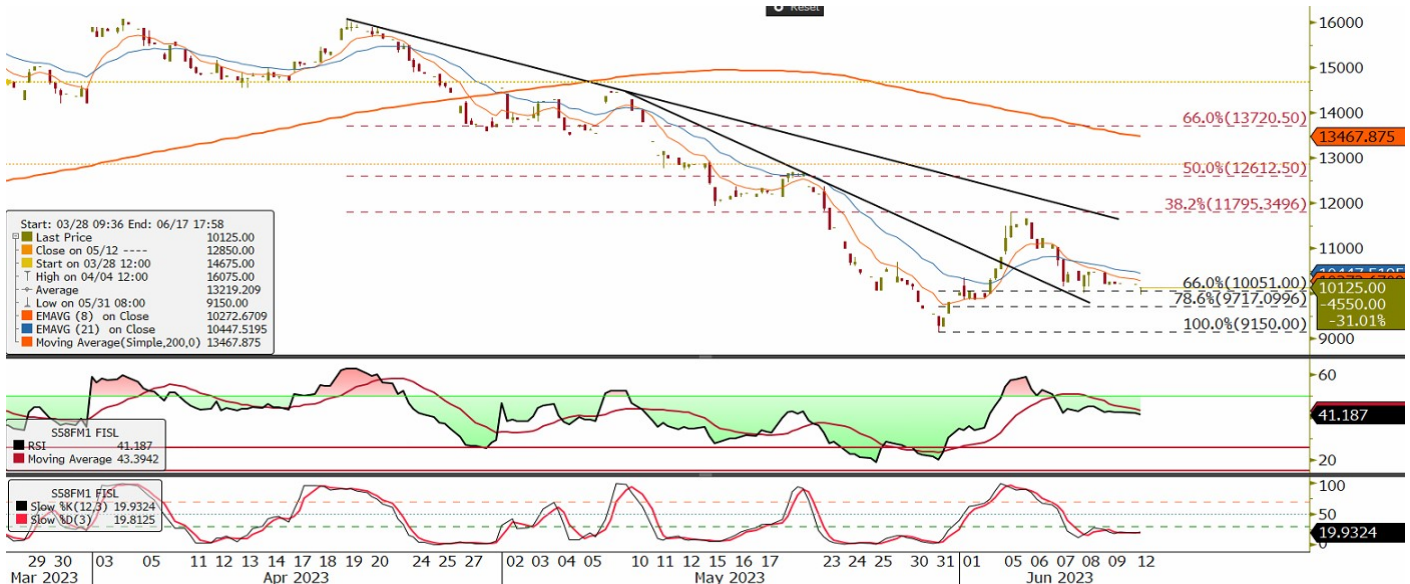 Reset
16000
15000
14000
13467.875
13000
12000
11000
10125.00
-4550.00
-31.01%
9000
66.0%(13720.50)
50.0%(12612.50)
38.2%(11795.3496)
66.0%(10051.00)
78.6%(9717.0996)
100.0%(9150.00)
Start: 03/28 09:36 End: 06/17 17:58
Last Price 10125.00
Close on 05/12 ---- 12850.00
Start on 03/28 12:00 14675.00
High on 04/04 12:00 16075.00
Average 13219.209
Low on 05/31 08:00 9150.00
EMAVG (8) on Close 10272.6709
EMAVG (21) on Close 10447.5195
Moving Average(Simple,200,0) 13467.875
60
41.187
20
S58FM1 FISL
RSI 41.187
Moving Average 43.3942
100
50
19.9324
0
S58FM1 FISL
Slow %K(12,3) 19.9324
Slow %D(3) 19.8125
29 30 03 04 05 11 12 13 14 17 18 19 20 24 25 26 27 28 02 03 04 05 10 11 12 15 16 17 23 24 25 26 30 31 01 05 06 07 08 09 12
Mar 2023 Apr 2023 May 2023 Jun 2023